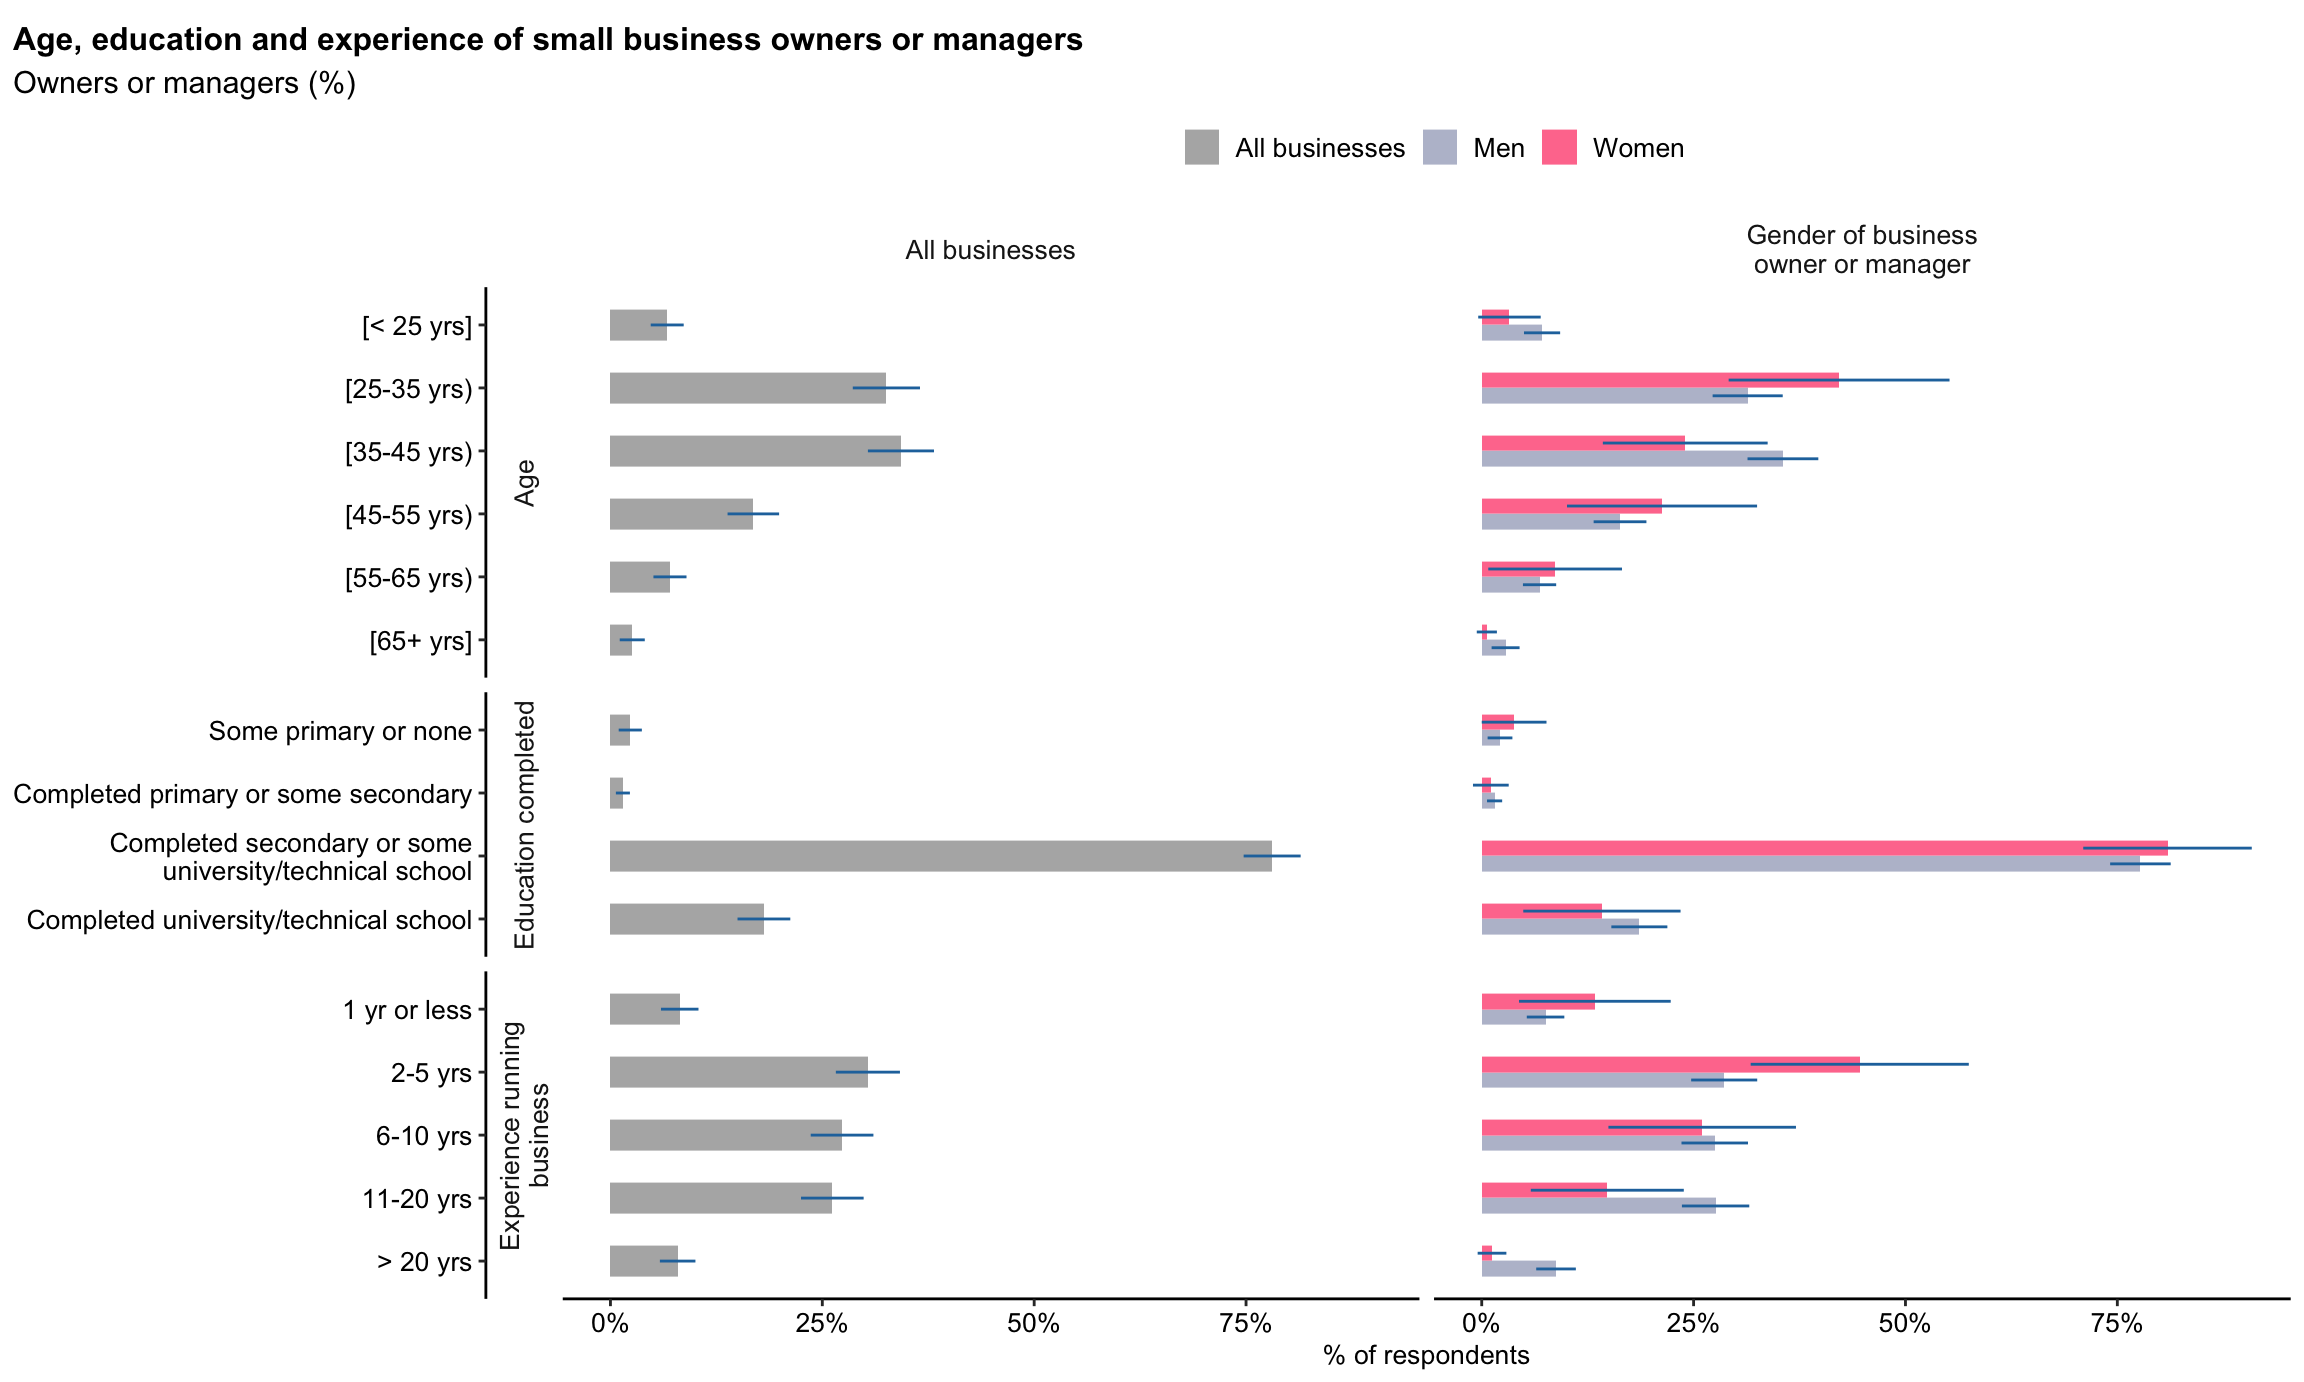 Age, education and experience of small business owners or managers
Owners or managers (%)
All businesses
Men
Women
All businesses
Gender of business
owner or manager
[< 25 yrs]
[25-35 yrs)
[35-45 yrs)
[45-55 yrs)
[55-65 yrs)
[65+ yrs]
Age
Some primary or none
Completed primary or some secondary
Completed secondary or some
university/technical school
Completed university/technical school
Education completed
1 yr or less
2-5 yrs
6-10 yrs
11-20 yrs
> 20 yrs
Experience running
business
0%
25%
50%
75%
0%
25%
50%
75%
% of respondents